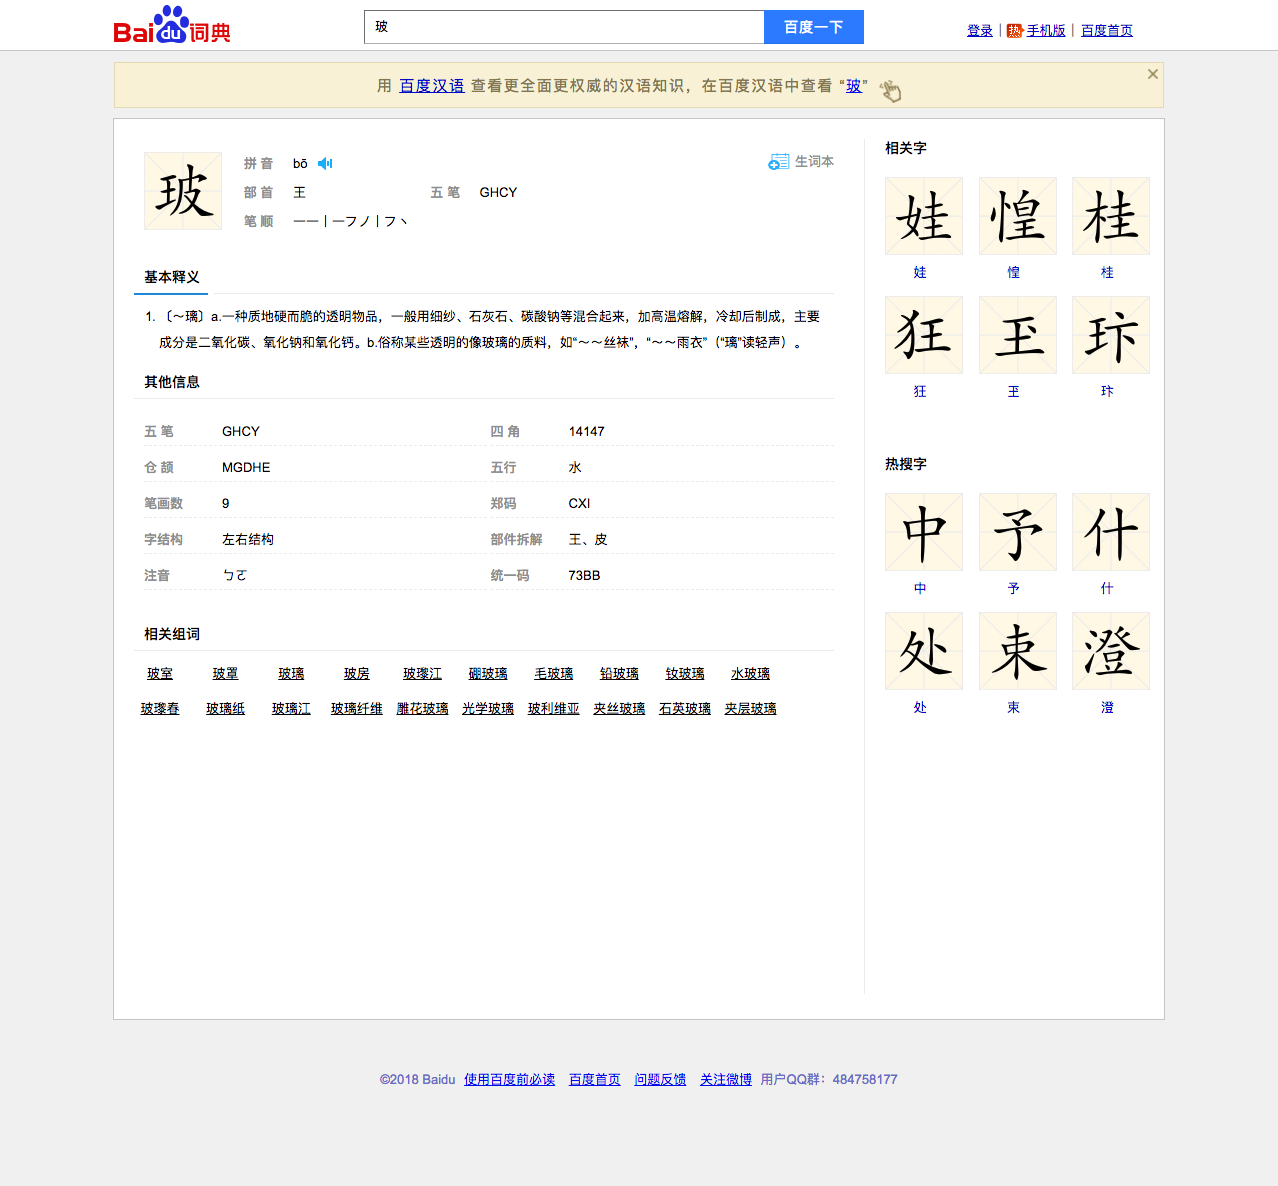 Baidu词典
玻
百度一下
登录 | 热 手机版 | 百度首页
用 百度汉语 查看更全面更权威的汉语知识，在百度汉语中查看 “玻”
玻
拼 音 bō
生词本
部 首 王 五 笔 GHCY
笔 顺 一一丨一フノ丨フ丶
基本释义
1. 〔～璃〕a.一种质地硬而脆的透明物品，一般用细纱、石灰石、碳酸钠等混合起来，加高温熔解，冷却后制成，主要
成分是二氧化碳、氧化钠和氧化钙。b.俗称某些透明的像玻璃的质料，如“～～丝袜”，“～～雨衣”（“璃”读轻声）。
其他信息
五 笔 GHCY 四 角 14147
仓 颉 MGDHE 五行 水
笔画数 9 郑码 CXI
字结构 左右结构 部件拆解 王、皮
注音 ㄅㄛ 统一码 73BB
相关组词
玻室 玻罩 玻璃 玻房 玻瓈江 硼玻璃 毛玻璃 铅玻璃 钕玻璃 水玻璃
玻瓈春 玻璃纸 玻璃江 玻璃纤维 雕花玻璃 光学玻璃 玻利维亚 夹丝玻璃 石英玻璃 夹层玻璃
相关字
娃 惶 桂
娃 惶 桂
狂 玊 玣
狂 玊 玣
热搜字
中 予 什
中 予 什
处 朿 澄
处 朿 澄
©2018 Baidu 使用百度前必读 百度首页 问题反馈 关注微博 用户QQ群：484758177